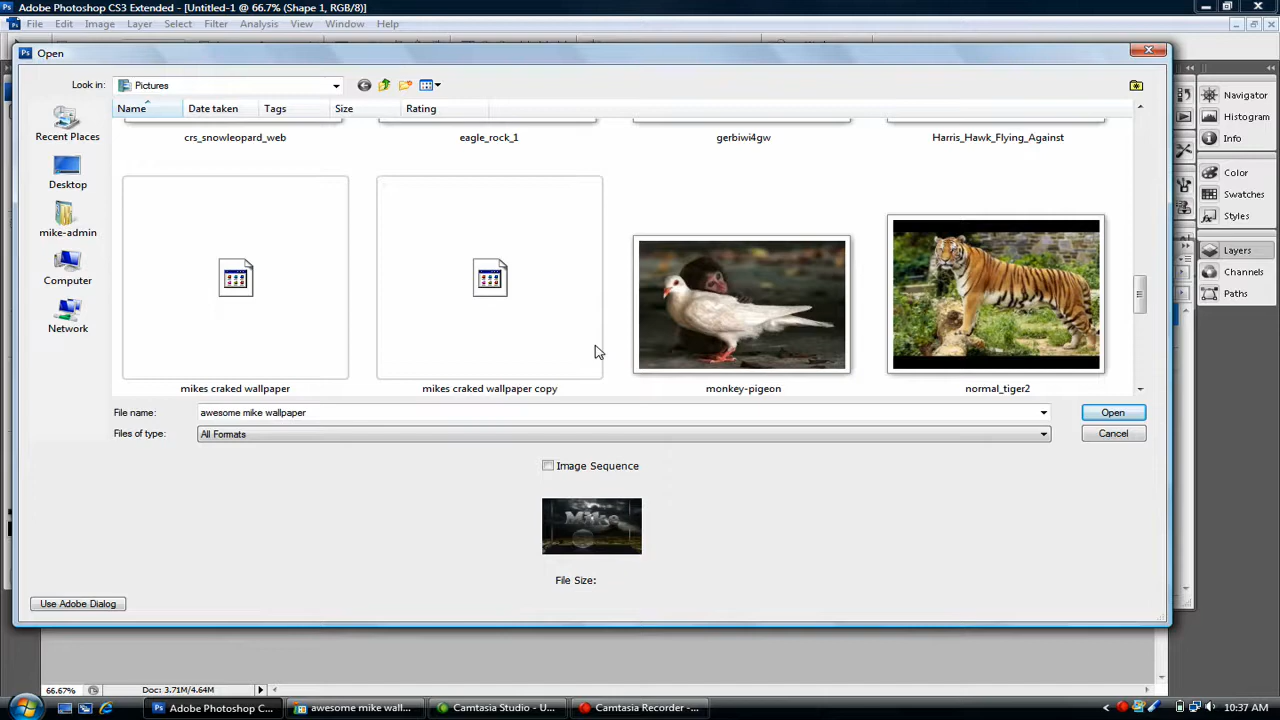 Adobe Photoshop CS3 Extended - [Untitled-1 @ 66.7% (Shape 1, RGB/8)]
File Edit Image Layer Select Filter Analysis View Window Help
Open
Look in: Pictures
Name Date taken Tags Size Rating
Recent Places
Desktop
mike-admin
Computer
Network
crs_snowleopard_web eagle_rock_1 gerbiwi4gw Harris_Hawk_Flying_Against
mikes craked wallpaper mikes craked wallpaper copy monkey-pigeon normal_tiger2
File name: awesome mike wallpaper Open
Files of type: All Formats Cancel
Image Sequence
Mike
File Size:
Use Adobe Dialog
Navigator
Histogram
Info
Color
Swatches
Styles
Layers
Channels
Paths
66.67% Doc: 3.71M/4.64M
Adobe Photoshop C... awesome mike wall... Camtasia Studio - U... Camtasia Recorder -... 10:37 AM